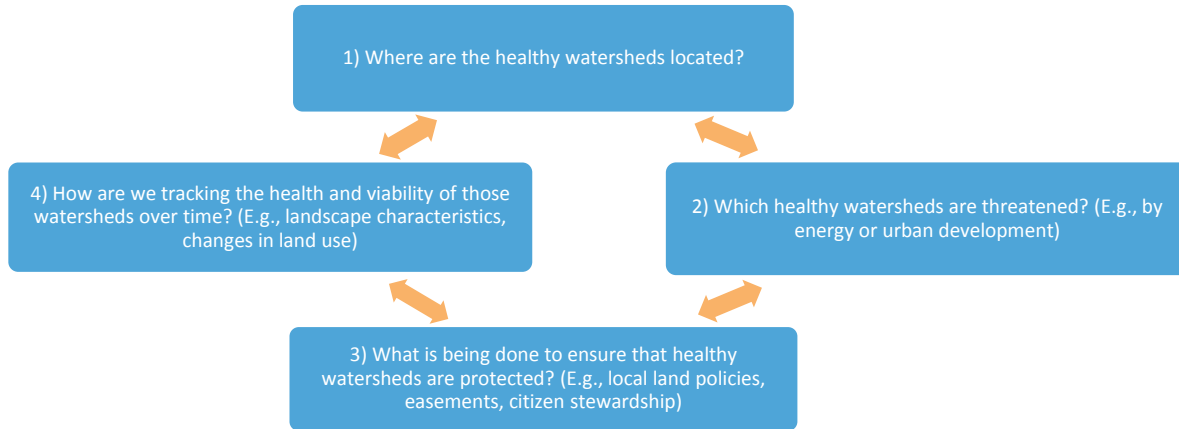 1) Where are the healthy watersheds located?
4) How are we tracking the health and viability of those
watersheds over time? (E.g., landscape characteristics,
changes in land use)
2) Which healthy watersheds are threatened? (E.g., by
energy or urban development)
3) What is being done to ensure that healthy
watersheds are protected? (E.g., local land policies,
easements, citizen stewardship)